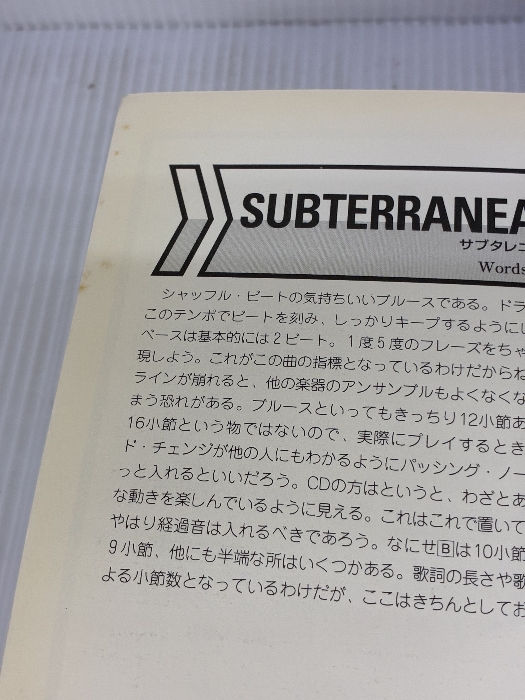 SUBTERRANEA
サブタレ
Words
シャッフル・ビートの気持ちいいブルースである。ドラ
このテンポでビートを刻み、しっかりキープするようにし
ベースは基本的には2ビート。1度5度のフレーズをちゃ
現しよう。これがこの曲の指標となっているわけだからね
ラインが崩れると、他の楽器のアンサンブルもよくなくな
まう恐れがある。ブルースといってもきっちり12小節あ
16小節という物ではないので、実際にプレイするとき
ド・チェンジが他の人にもわかるようにパッシング・ノー
っと入れるといいだろう。CDの方はというと、わざとあ
な動きを楽しんでいるように見える。これはこれで置いて
やはり経過音は入れるべきであろう。なにせBは10小節
9小節、他にも半端な所はいくつかある。歌詞の長さや歌
よる小節数となっているわけだが、ここはきちんとしてお